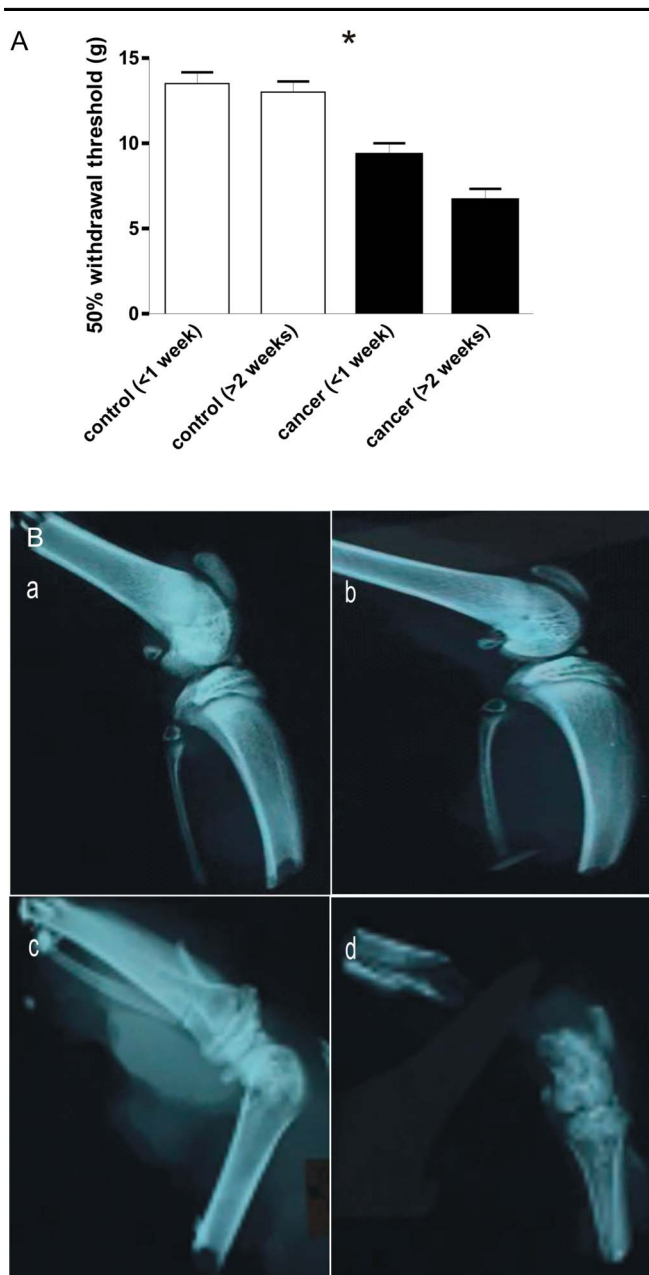 A
*
50% withdrawal threshold (g)
15
10
5
0
control (<1 week)
control (>2 weeks)
cancer (<1 week)
cancer (>2 weeks)
B
a
b
c
d